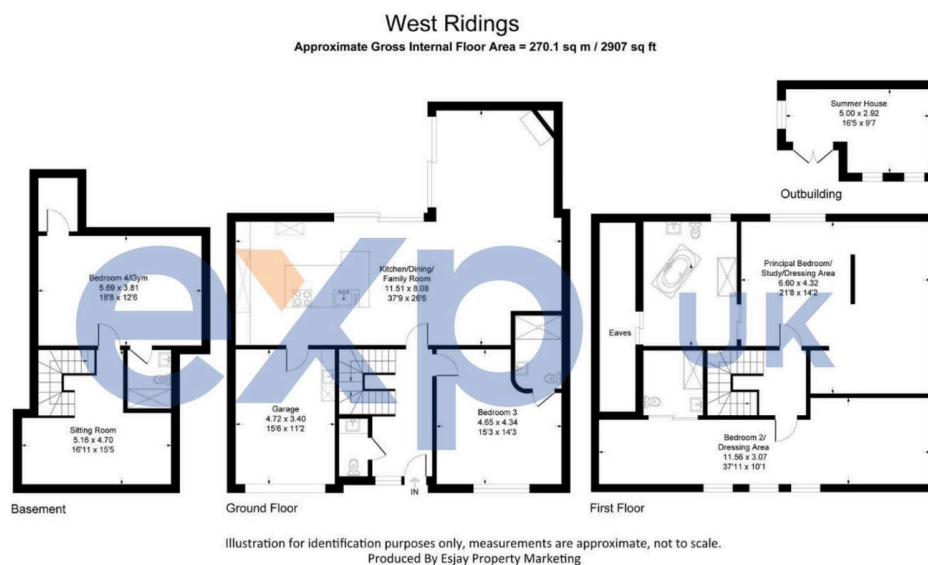 West Ridings
Approximate Gross Internal Floor Area = 270.1 sq m / 2907 sq ft
Summer House
5.00 x 2.92
16'5 x 9'7
Outbuilding
Bedroom 4/Gym
5.69 x 3.81
18'8 x 12'6
Sitting Room
5.16 x 4.70
16'11 x 15'5
Basement
Kitchen/Dining/
Family Room
11.51 x 8.08
37'9 x 26'6
Garage
4.72 x 3.40
15'6 x 11'2
Bedroom 3
4.65 x 4.34
15'3 x 14'3
IN
Ground Floor
Principal Bedroom/
Study/Dressing Area
6.60 x 4.32
21'8 x 14'2
Eaves
Bedroom 2/
Dressing Area
11.56 x 3.07
37'11 x 10'1
First Floor
exp UK
Illustration for identification purposes only, measurements are approximate, not to scale.
Produced By Esjay Property Marketing